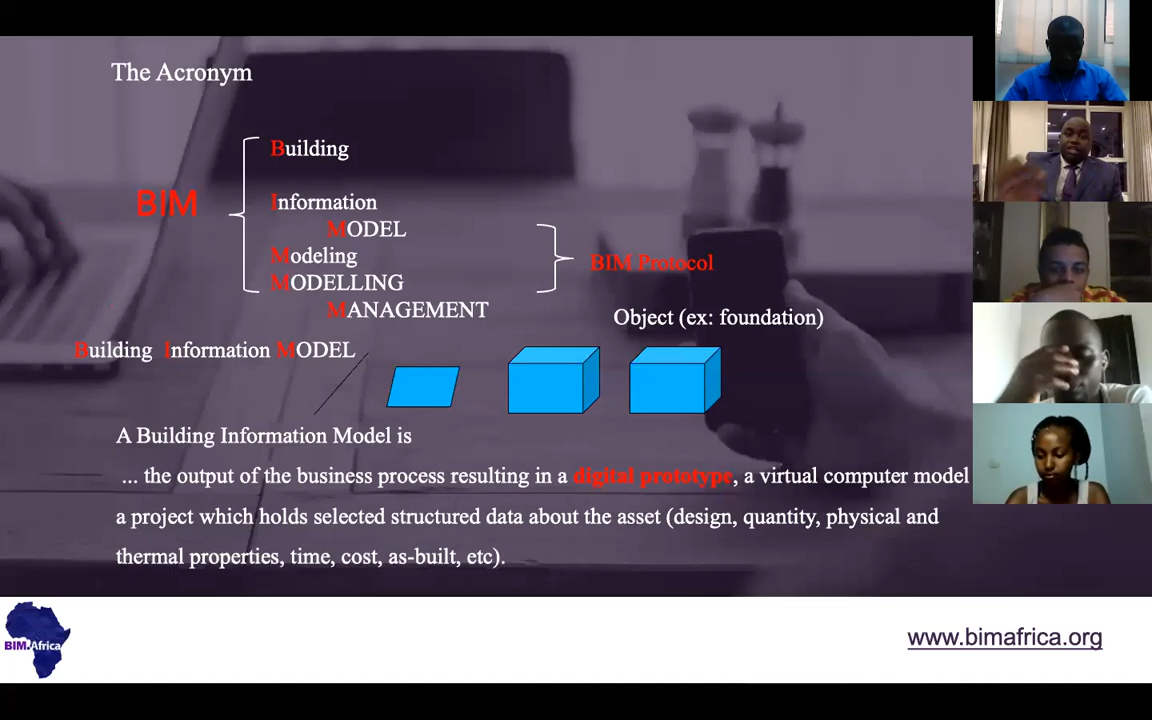 The Acronym
BIM
Building
Information
MODEL
Modeling
MODELLING
MANAGEMENT
BIM Protocol
Object (ex: foundation)
Building Information MODEL
A Building Information Model is
... the output of the business process resulting in a digital prototype, a virtual computer model
a project which holds selected structured data about the asset (design, quantity, physical and
thermal properties, time, cost, as-built, etc).
BIM Africa
www.bimafrica.org